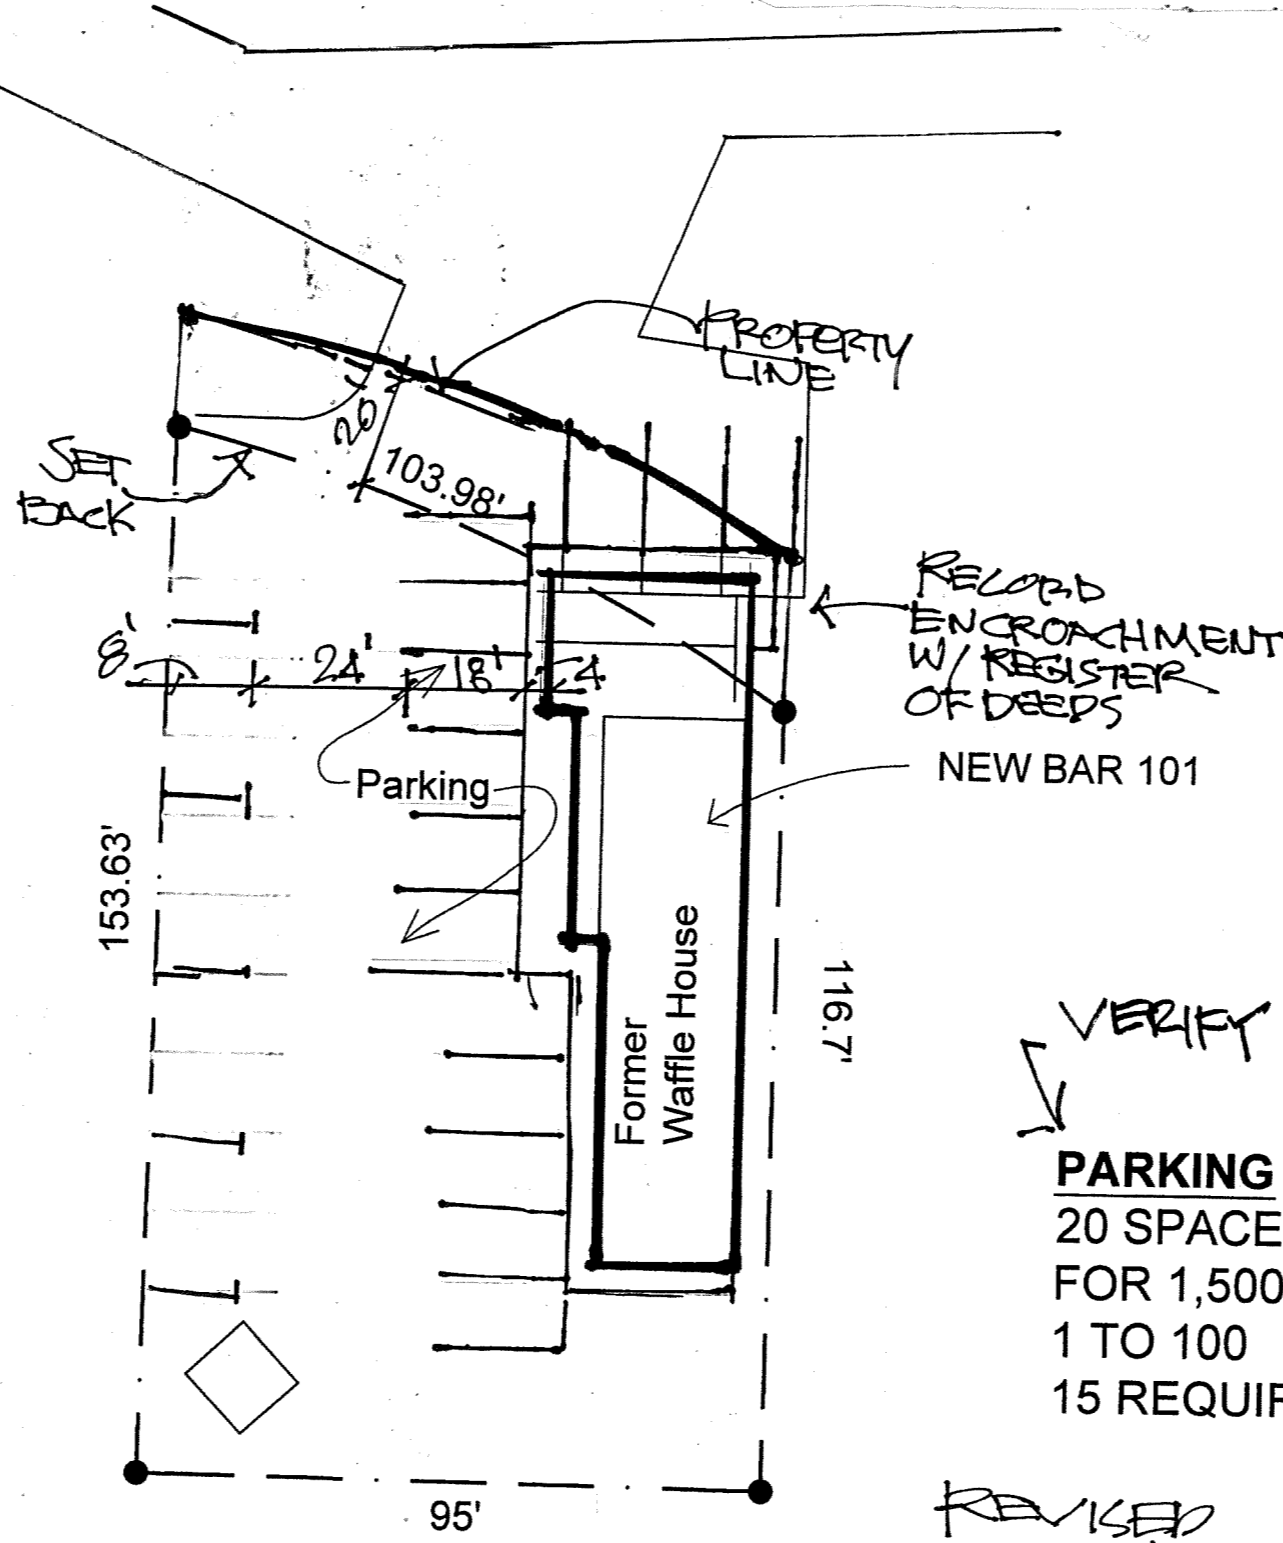 PROPERTY
LINE
20'
103.98'
SET
BACK
RECORD
ENCROACHMENT
W/ REGISTER
OF DEEDS
8'
24'
18'
4
Parking
NEW BAR 101
153.63'
116.7'
Former
Waffle House
VERIFY
PARKING
20 SPACE
FOR 1,500
1 TO 100
15 REQUIR
95'
REVISED